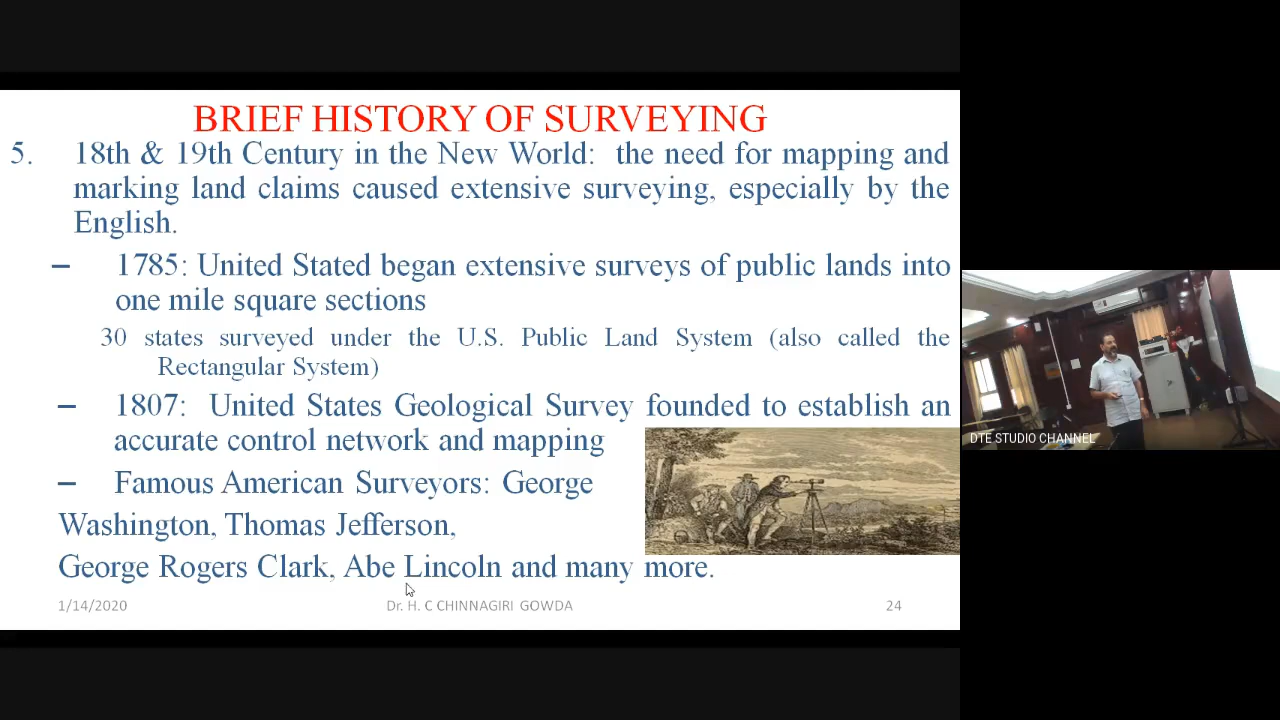 BRIEF HISTORY OF SURVEYING
5. 18th & 19th Century in the New World: the need for mapping and
marking land claims caused extensive surveying, especially by the
English.
– 1785: United Stated began extensive surveys of public lands into
one mile square sections
30 states surveyed under the U.S. Public Land System (also called the
Rectangular System)
– 1807: United States Geological Survey founded to establish an
accurate control network and mapping
– Famous American Surveyors: George
Washington, Thomas Jefferson,
George Rogers Clark, Abe Lincoln and many more.
1/14/2020
Dr. H. C CHINNAGIRI GOWDA
24
DTE STUDIO CHANNEL